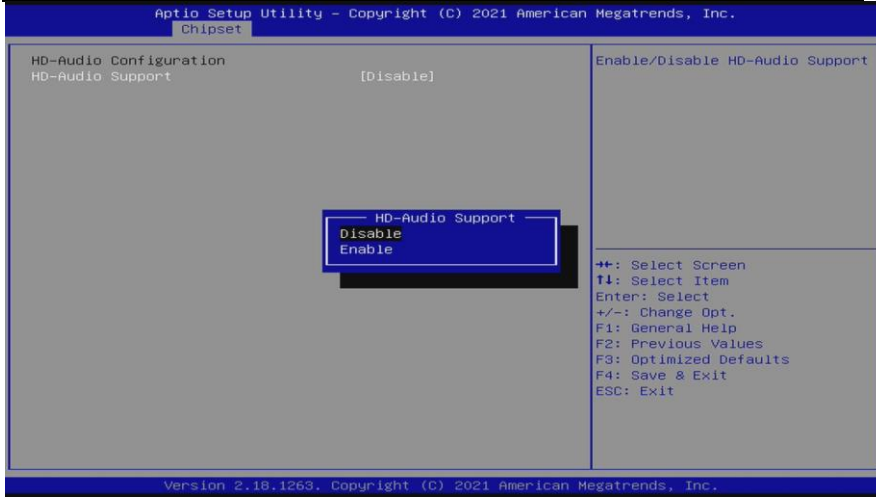 Aptio Setup Utility – Copyright (C) 2021 American Megatrends, Inc.
Chipset
HD-Audio Configuration
HD-Audio Support [Disable]
Enable/Disable HD-Audio Support
HD-Audio Support
Disable
Enable
→←: Select Screen
↑↓: Select Item
Enter: Select
+/-: Change Opt.
F1: General Help
F2: Previous Values
F3: Optimized Defaults
F4: Save & Exit
ESC: Exit
Version 2.18.1263. Copyright (C) 2021 American Megatrends, Inc.